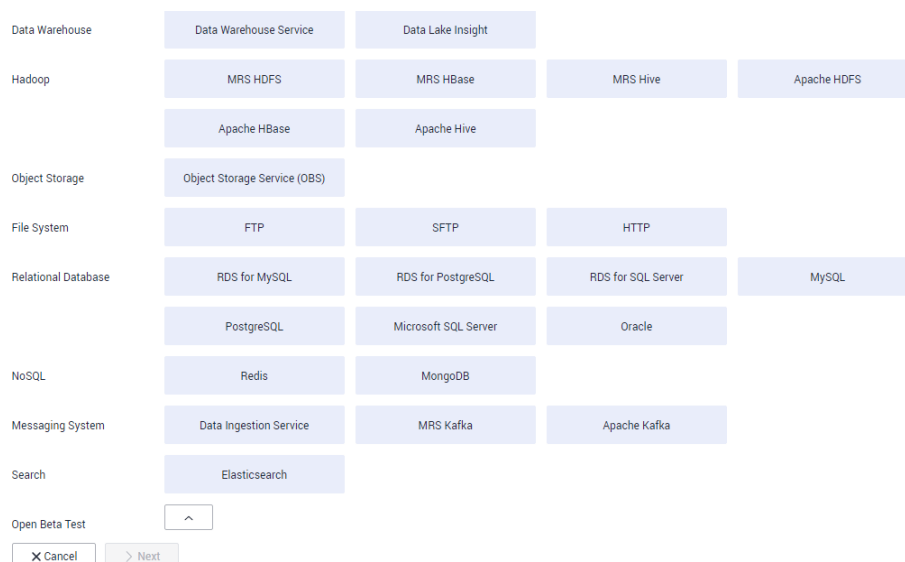 Data Warehouse Data Warehouse Service Data Lake Insight
Hadoop MRS HDFS MRS HBase MRS Hive Apache HDFS
Apache HBase Apache Hive
Object Storage Object Storage Service (OBS)
File System FTP SFTP HTTP
Relational Database RDS for MySQL RDS for PostgreSQL RDS for SQL Server MySQL
PostgreSQL Microsoft SQL Server Oracle
NoSQL Redis MongoDB
Messaging System Data Ingestion Service MRS Kafka Apache Kafka
Search Elasticsearch
Open Beta Test
Cancel Next